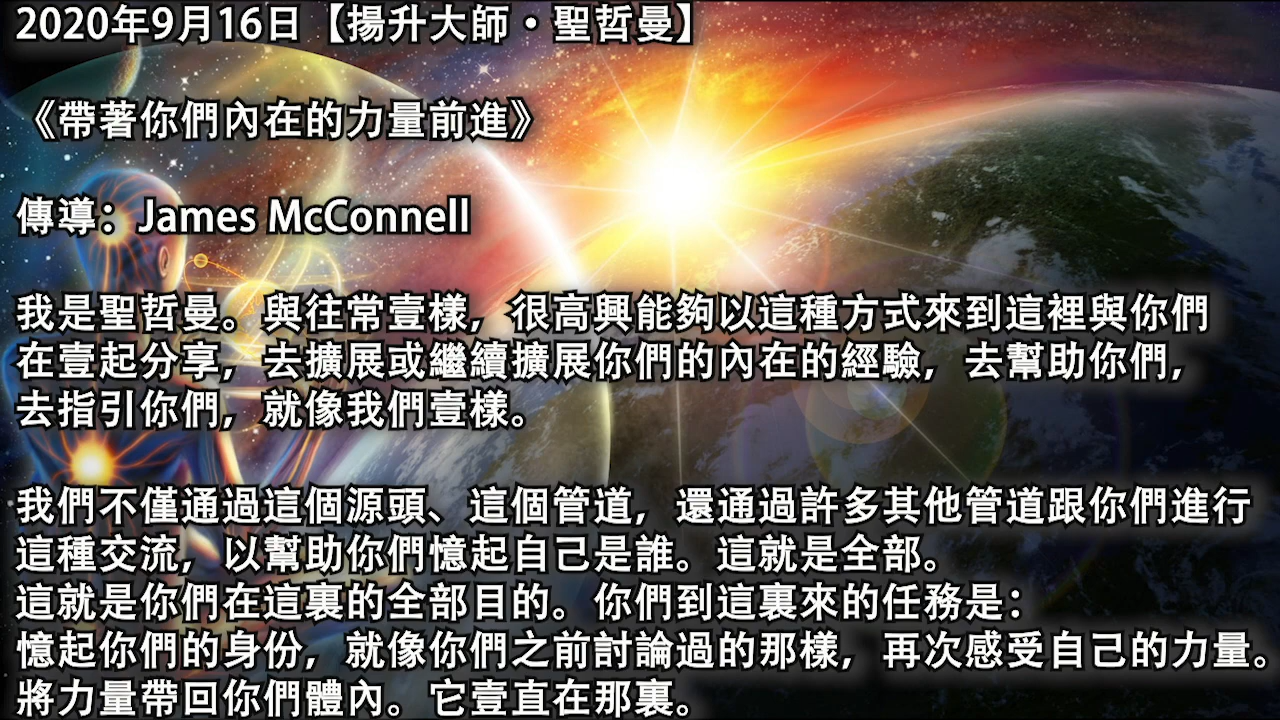 2020年9月16日【揚升大師·聖哲曼】
《帶著你們內在的力量前進》
傳導：James McConnell
我是聖哲曼。與往常壹樣，很高興能夠以這種方式來到這裡與你們
在壹起分享，去擴展或繼續擴展你們的內在的經驗，去幫助你們，
去指引你們，就像我們壹樣。
我們不僅通過這個源頭、這個管道，還通過許多其他管道跟你們進行
這種交流，以幫助你們憶起自己是誰。這就是全部。
這就是你們在這裏的全部目的。你們到這裏來的任務是：
憶起你們的身份，就像你們之前討論過的那樣，再次感受自己的力量。
將力量帶回你們體內。它壹直在那裏。